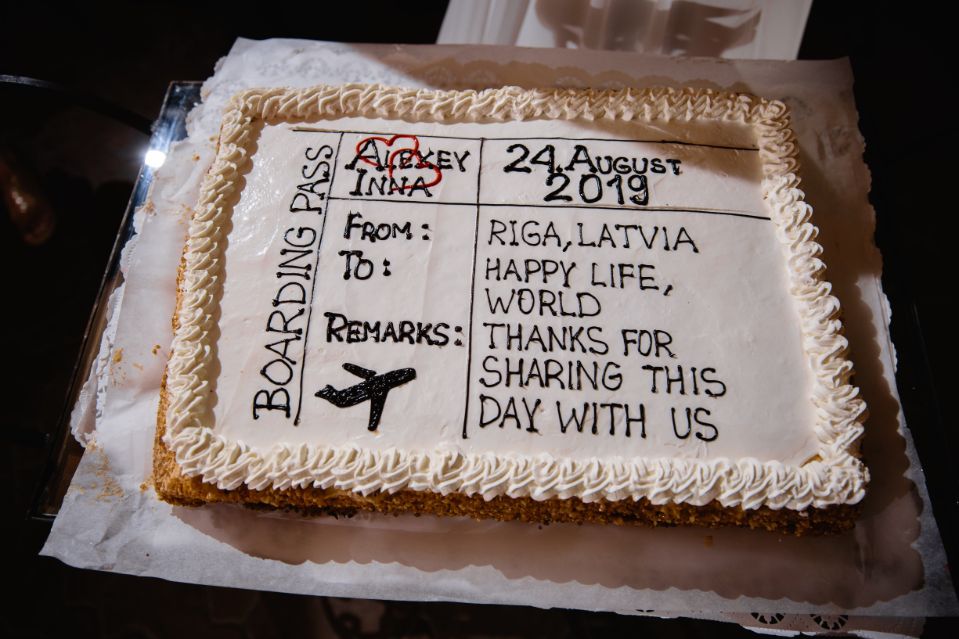 BOARDING PASS
ALEXEY
INNA
24. AUGUST
2019
FROM: RIGA, LATVIA
TO: HAPPY LIFE,
WORLD
REMARKS: THANKS FOR
SHARING THIS
DAY WITH US